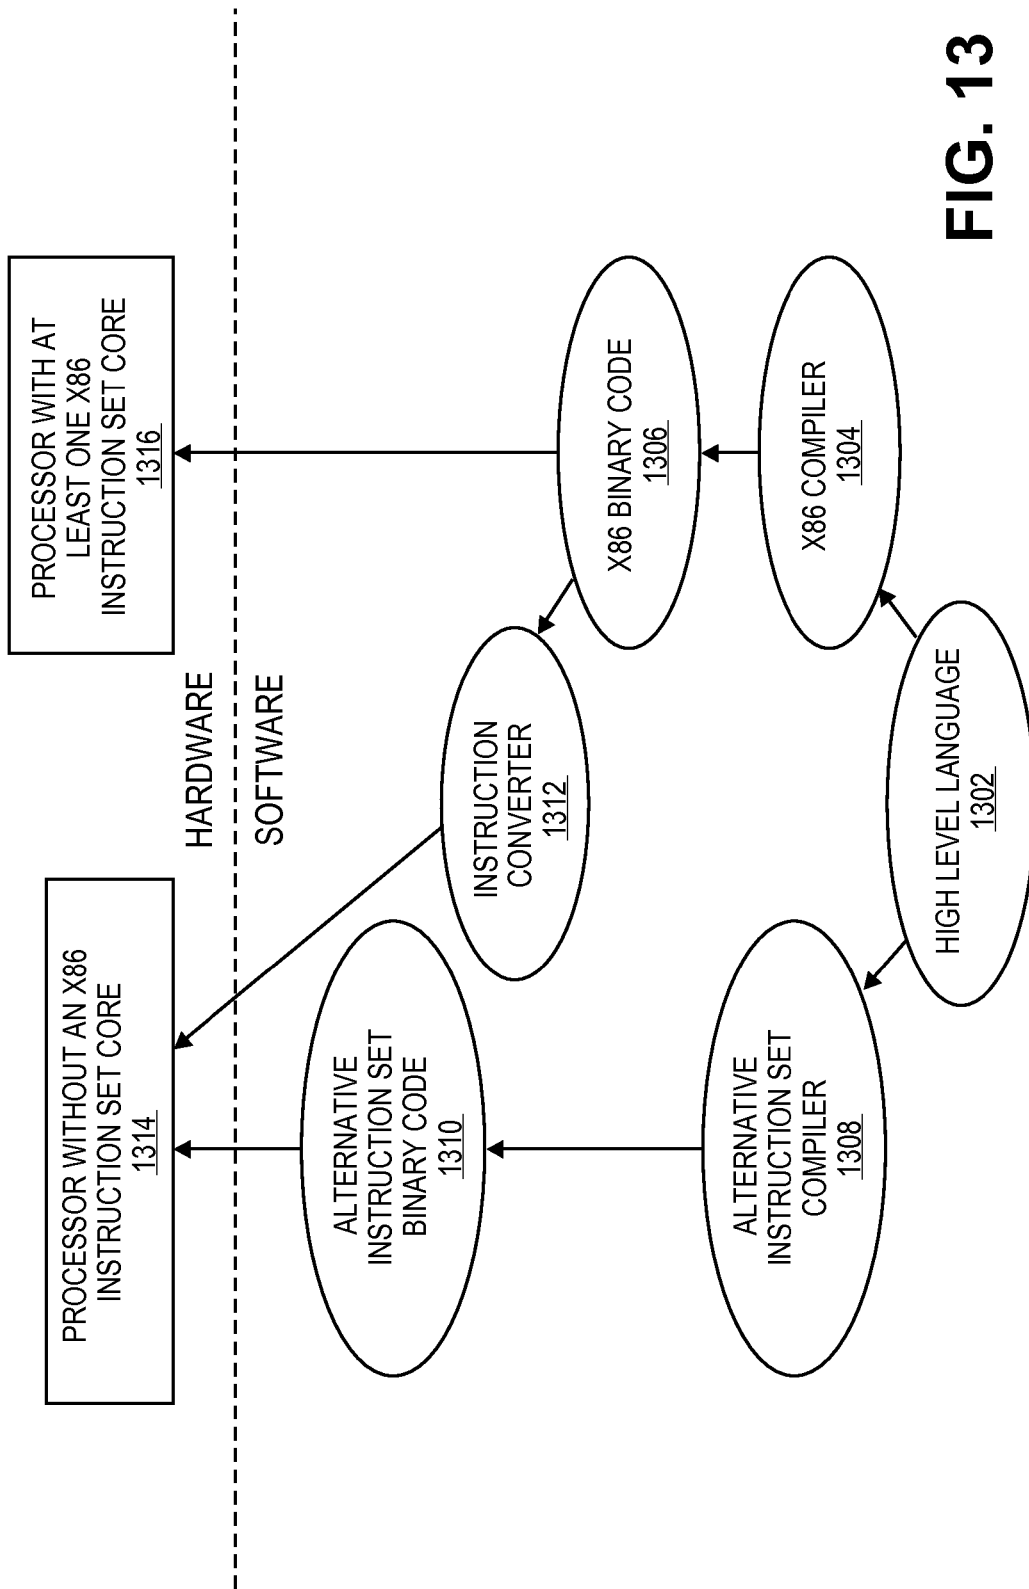 PROCESSOR WITHOUT AN X86
INSTRUCTION SET CORE
1314
PROCESSOR WITH AT
LEAST ONE X86
INSTRUCTION SET CORE
1316
HARDWARE
SOFTWARE
ALTERNATIVE
INSTRUCTION SET
BINARY CODE
1310
INSTRUCTION
CONVERTER
1312
X86 BINARY CODE
1306
ALTERNATIVE
INSTRUCTION SET
COMPILER
1308
X86 COMPILER
1304
HIGH LEVEL LANGUAGE
1302
FIG. 13